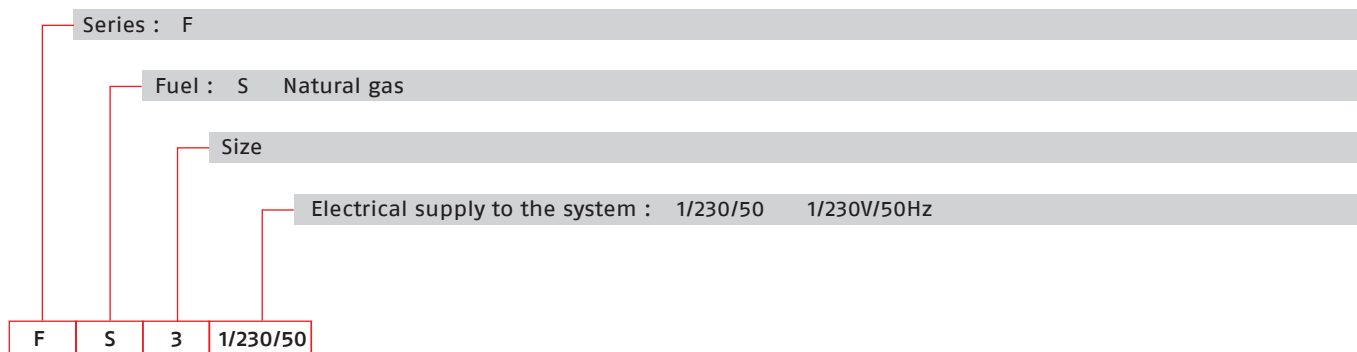 Series : F
Fuel : S Natural gas
Size
Electrical supply to the system : 1/230/50 1/230V/50Hz
F S 3 1/230/50